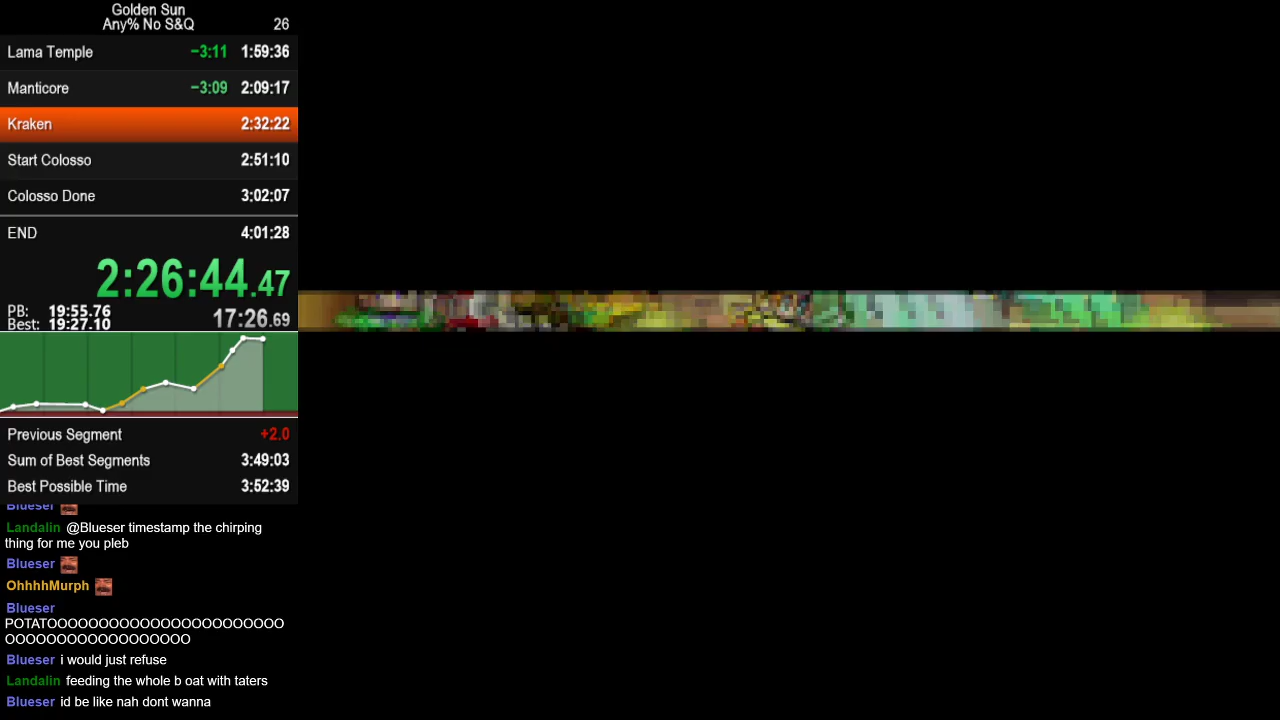 Golden Sun
Any% No S&Q 26
Lama Temple −3:11 1:59:36
Manticore −3:09 2:09:17
Kraken 2:32:22
Start Colosso 2:51:10
Colosso Done 3:02:07
END 4:01:28
2:26:44.47
PB: 19:55.76
Best: 19:27.10 17:26.69
Previous Segment +2.0
Sum of Best Segments 3:49:03
Best Possible Time 3:52:39
Blueser
Landalin @Blueser timestamp the chirping
thing for me you pleb
Blueser
OhhhhMurph
Blueser
POTATOOOOOOOOOOOOOOOOOOOOOOO
OOOOOOOOOOOOOOOOOO
Blueser i would just refuse
Landalin feeding the whole b oat with taters
Blueser id be like nah dont wanna